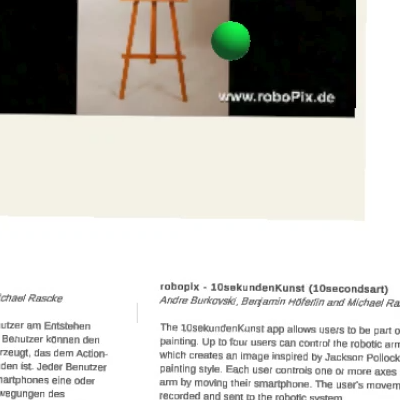 www.roboPix.de
robopix - 10sekundenKunst (10secondsart)
Andre Burkovski, Benjamin Höferlin and Michael Ra
The 10sekundenKunst app allows users to be part o
painting. Up to four users can control the robotic arm
which creates an image inspired by Jackson Pollock
painting style. Each user controls one or more axes
arm by moving their smartphone. The user's movem
recorded and sent to the robotic system
chael Rascke
utzer am Entstehen
Benutzer können den
rzeugt, das dem Action-
den ist. Jeder Benutzer
martphones eine oder
wegungen des